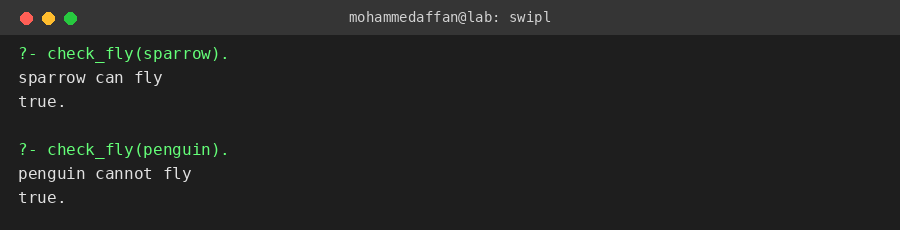 mohammedaffan@lab: swipl
?- check_fly(sparrow).
sparrow can fly
true.
?- check_fly(penguin).
penguin cannot fly
true.